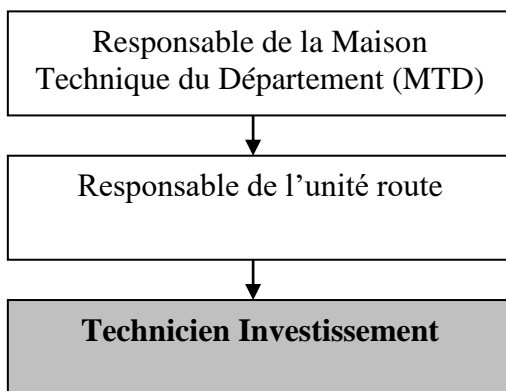 Responsable de la Maison
Technique du Département (MTD)
Responsable de l’unité route
Technicien Investissement